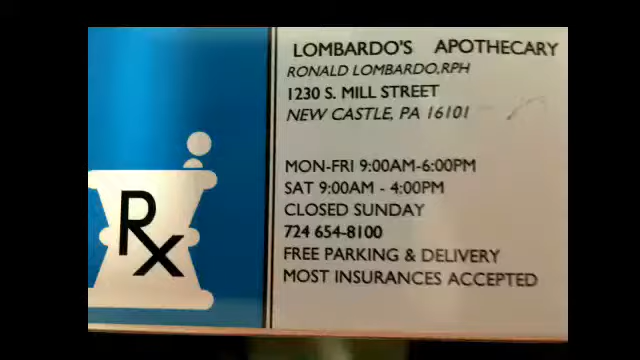 LOMBARDO'S APOTHECARY
RONALD LOMBARDO,RPH
1230 S. MILL STREET
NEW CASTLE, PA 16101
MON-FRI 9:00AM-6:00PM
SAT 9:00AM - 4:00PM
CLOSED SUNDAY
724 654-8100
FREE PARKING & DELIVERY
MOST INSURANCES ACCEPTED
Rx